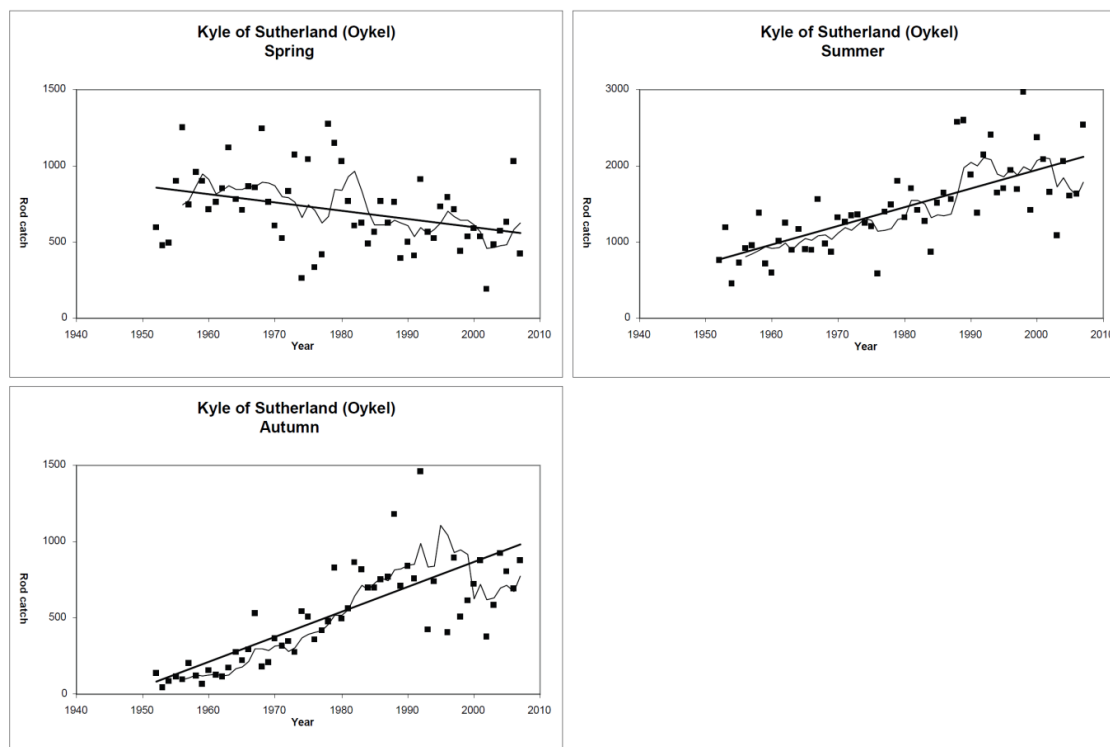 Kyle of Sutherland (Oykel)
Spring
1500
1000
500
0
Rod catch
1940 1950 1960 1970 1980 1990 2000 2010
Year
Kyle of Sutherland (Oykel)
Summer
3000
2000
1000
0
Rod catch
1940 1950 1960 1970 1980 1990 2000 2010
Year
Kyle of Sutherland (Oykel)
Autumn
1500
1000
500
0
Rod catch
1940 1950 1960 1970 1980 1990 2000 2010
Year